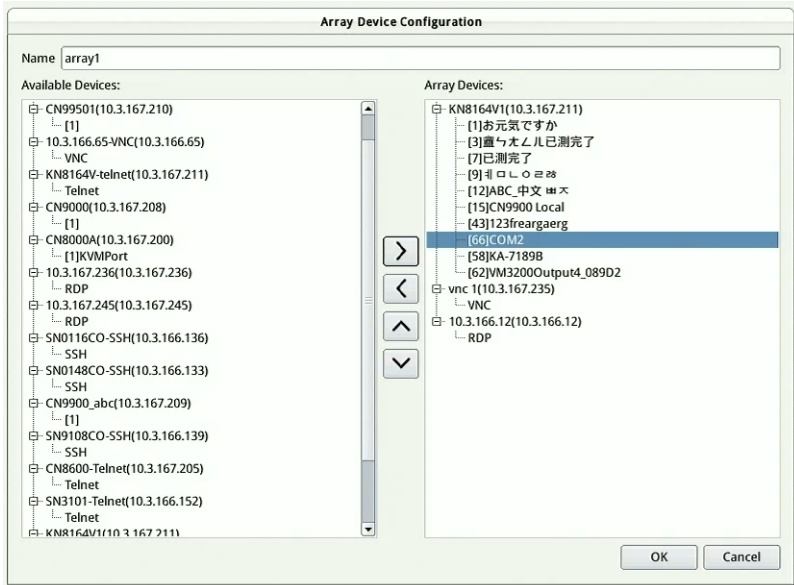 Array Device Configuration
Name array1
Available Devices:
CN99501(10.3.167.210)
[1]
10.3.166.65-VNC(10.3.166.65)
VNC
KN8164V-telnet(10.3.167.211)
Telnet
CN9000(10.3.167.208)
[1]
CN8000A(10.3.167.200)
[1]KVMPort
10.3.167.236(10.3.167.236)
RDP
10.3.167.245(10.3.167.245)
RDP
SN0116CO-SSH(10.3.166.136)
SSH
SN0148CO-SSH(10.3.166.133)
SSH
CN9900_abc(10.3.167.209)
[1]
SN9108CO-SSH(10.3.166.139)
SSH
CN8600-Telnet(10.3.167.205)
Telnet
SN3101-Telnet(10.3.166.152)
Telnet
KN8164V1(10.3.167.211)
Array Devices:
KN8164V1(10.3.167.211)
[1]お元気ですか
[3]ㄣㄤㄥㄦ已測完了
[7]已測完了
[9]ㅔㅁㄴㅇㄹ
[12]ABC_中文 ㅃㅈ
[15]CN9900 Local
[43]123freargaerg
[66]COM2
[58]KA-7189B
[62]VM3200Output4_089D2
vnc 1(10.3.167.235)
VNC
10.3.166.12(10.3.166.12)
RDP
OK
Cancel